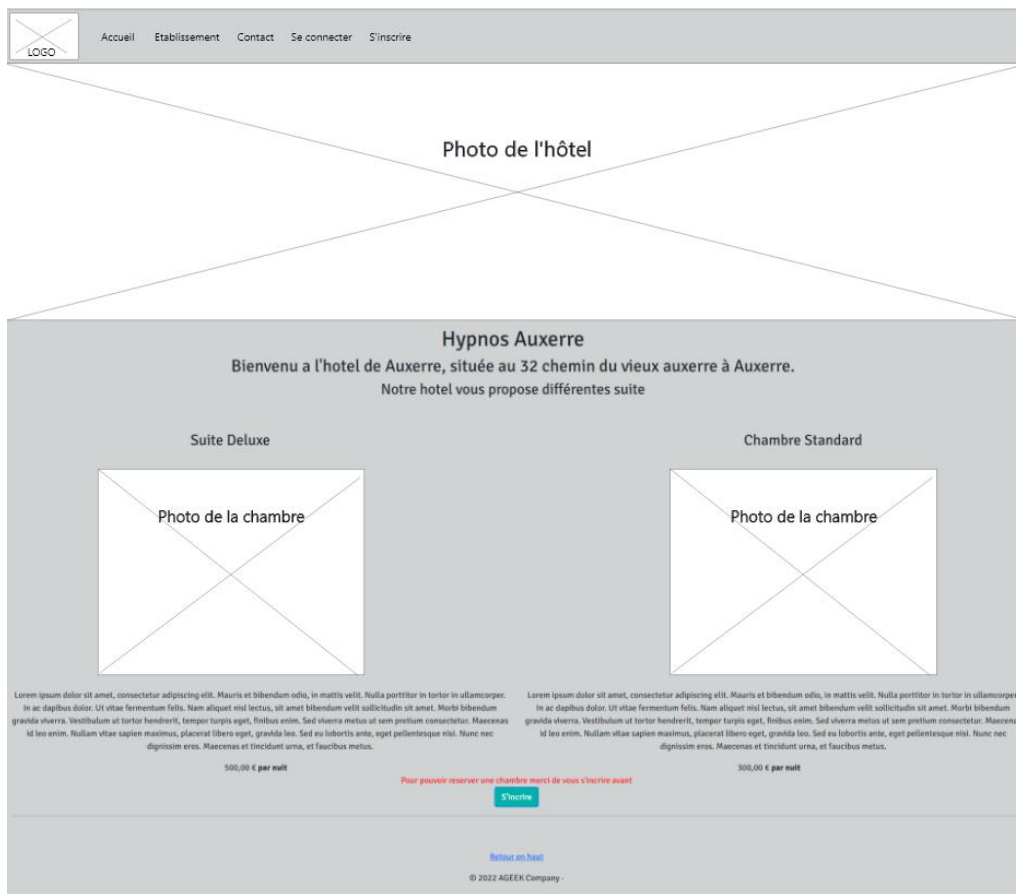 LOGO
Accueil Etablissement Contact Se connecter S'inscrire
Photo de l'hôtel
Hypnos Auxerre
Bienvenu a l'hotel de Auxerre, située au 32 chemin du vieux auxerre à Auxerre.
Notre hotel vous propose différentes suite
Suite Deluxe
Photo de la chambre
Lorem ipsum dolor sit amet, consectetur adipiscing elit. Mauris et bibendum odio, in mattis velit. Nulla porttitor in tortor in ullamcorper.
In ac dapibus dolor. Ut vitae fermentum felis. Nam aliquet nisl lectus, sit amet bibendum velit sollicitudin sit amet. Morbi bibendum
gravida viverra. Vestibulum ut tortor hendrerit, tempor turpis eget, finibus enim. Sed viverra metus ut sem pretium consectetur. Maecenas
id leo enim. Nullam vitae sapien maximus, placerat libero eget, gravida leo. Sed eu lobortis ante, eget pellentesque nisi. Nunc nec
dignissim eros. Maecenas et tincidunt urna, et faucibus metus.
500,00 € par nuit
Chambre Standard
Photo de la chambre
Lorem ipsum dolor sit amet, consectetur adipiscing elit. Mauris et bibendum odio, in mattis velit. Nulla porttitor in tortor in ullamcorper
In ac dapibus dolor. Ut vitae fermentum felis. Nam aliquet nisl lectus, sit amet bibendum velit sollicitudin sit amet. Morbi bibendum
gravida viverra. Vestibulum ut tortor hendrerit, tempor turpis eget, finibus enim. Sed viverra metus ut sem pretium consectetur. Maecena
id leo enim. Nullam vitae sapien maximus, placerat libero eget, gravida leo. Sed eu lobortis ante, eget pellentesque nisi. Nunc nec
dignissim eros. Maecenas et tincidunt urna, et faucibus metus.
300,00 € par nuit
Pour pouvoir reserver une chambre merci de vous s'incrire avant
S'incrire
Retour en haut
© 2022 AGEEK Company ·